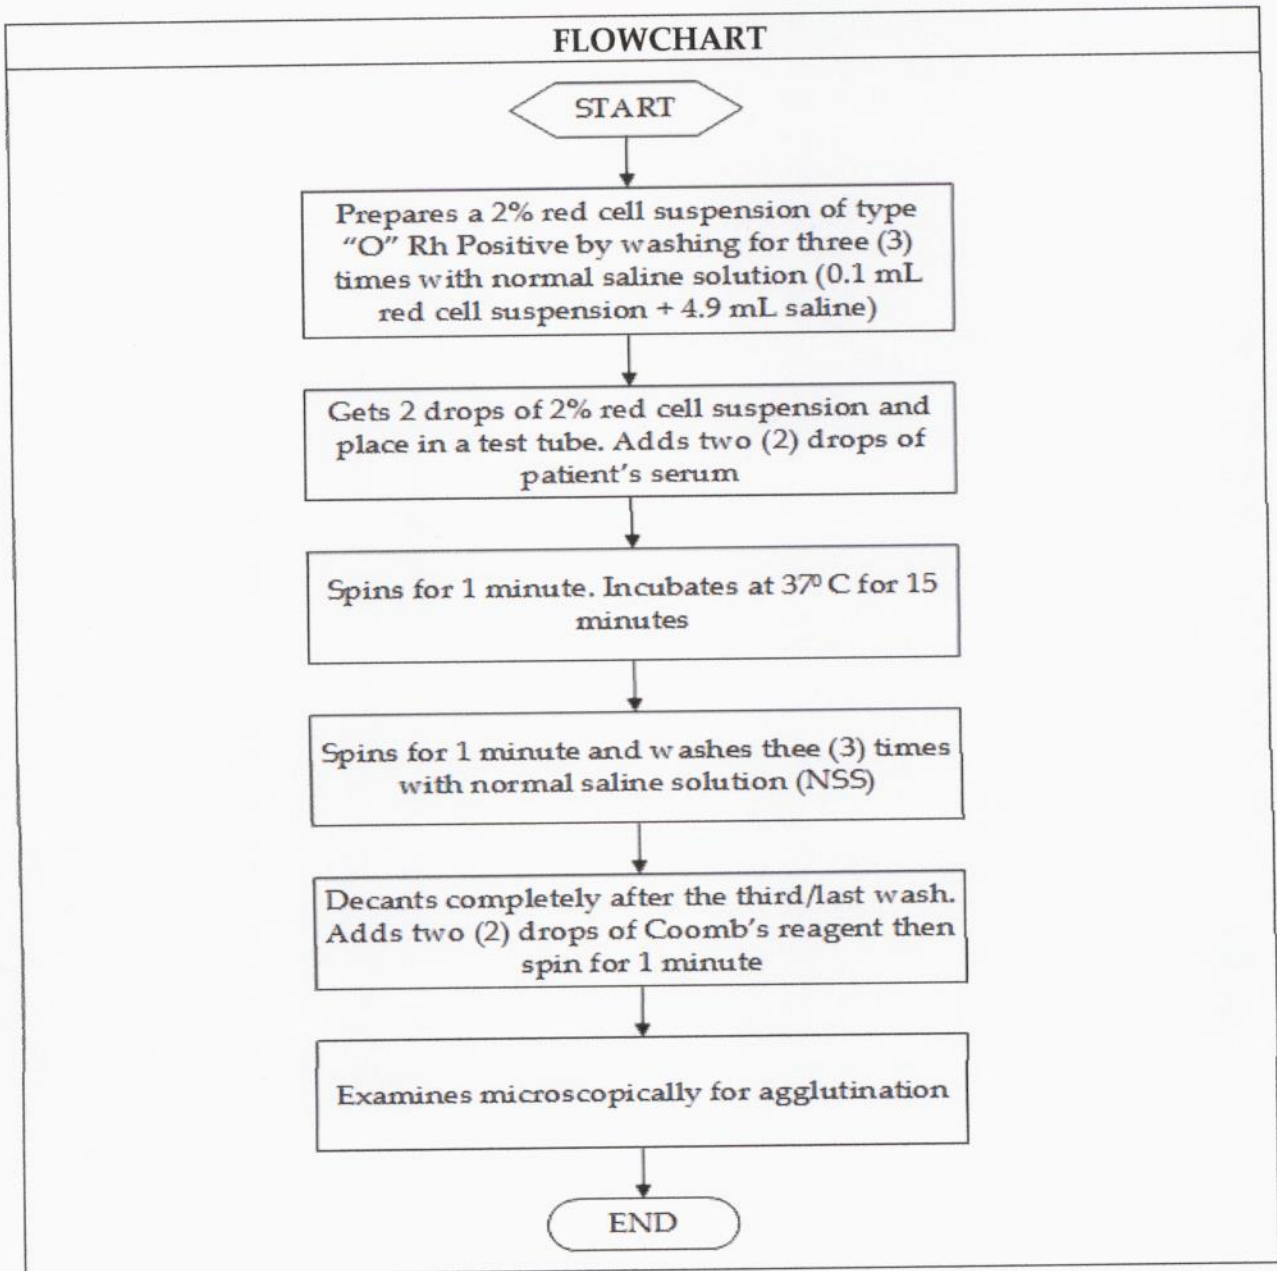 FLOWCHART
START
Prepares a 2% red cell suspension of type
“O” Rh Positive by washing for three (3)
times with normal saline solution (0.1 mL
red cell suspension + 4.9 mL saline)
Gets 2 drops of 2% red cell suspension and
place in a test tube. Adds two (2) drops of
patient’s serum
Spins for 1 minute. Incubates at 37⁰ C for 15
minutes
Spins for 1 minute and washes thee (3) times
with normal saline solution (NSS)
Decants completely after the third/last wash.
Adds two (2) drops of Coomb’s reagent then
spin for 1 minute
Examines microscopically for agglutination
END